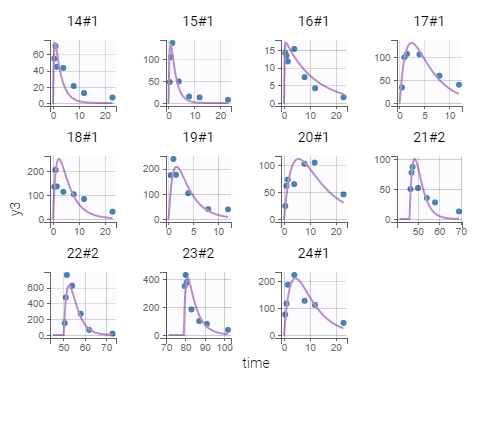 14#1 15#1 16#1 17#1
60 40 20 0 0 10 20
100 50 0 0 10 20
15 10 5 0 0 10 20
100 50 0 0 5 10
18#1 19#1 20#1 21#2
200 100 0 0 10 20
200 100 0 0 5 10
100 50 0 0 10 20
100 50 0 50 60 70
y3
22#2 23#2 24#1
600 400 200 0 50 60 70
400 200 0 70 80 90 100
200 100 0 0 10 20
time